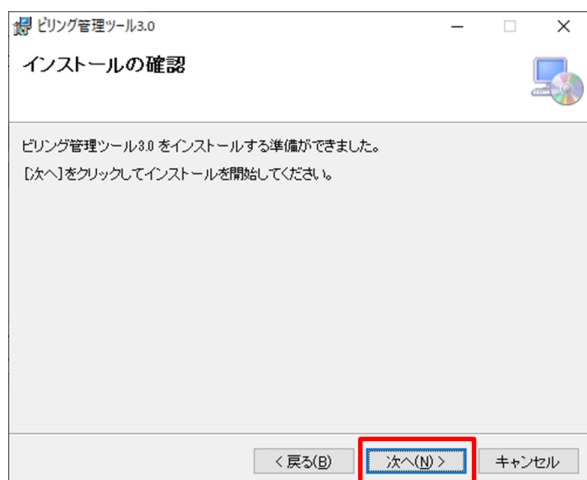 ビリング管理ツール3.0
インストールの確認
ビリング管理ツール3.0 をインストールする準備ができました。
[次へ]をクリックしてインストールを開始してください。
< 戻る(B)
次へ(N) >
キャンセル